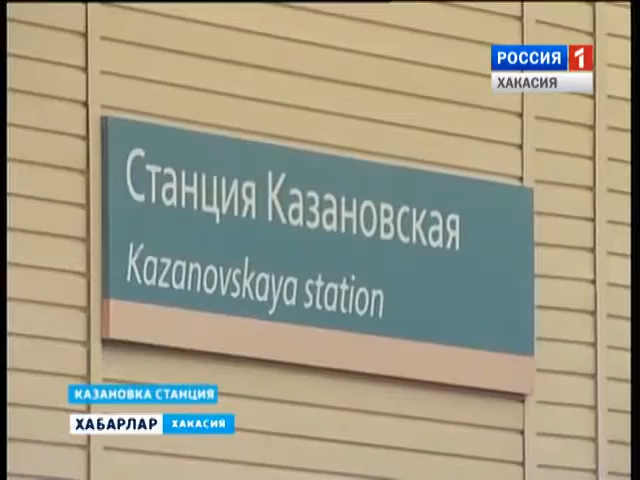 РОССИЯ 1
ХАКАСИЯ
Станция Казановская
Kazanovskaya station
КАЗАНОВКА СТАНЦИЯ
ХАБАРЛАР ХАКАСИЯ